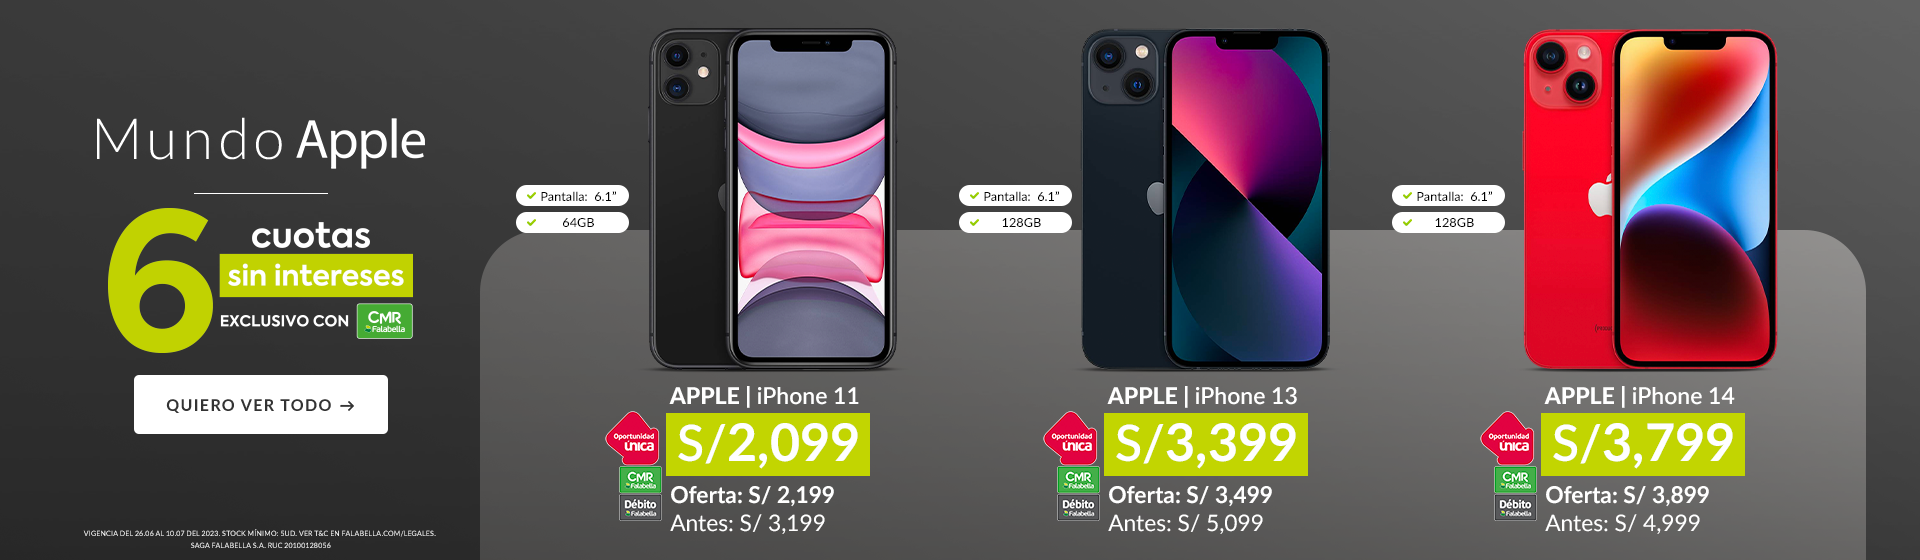 Mundo Apple
6 cuotas
sin intereses
EXCLUSIVO CON CMR Falabella
QUIERO VER TODO →
VIGENCIA DEL 26.06 AL 10.07 DEL 2023. STOCK MÍNIMO: 5UD. VER T&C EN FALABELLA.COM/LEGALES.
SAGA FALABELLA S.A. RUC 20100128056
Pantalla: 6.1”
64GB
APPLE | iPhone 11
Oportunidad única
S/2,099
CMR Falabella
Débito Falabella
Oferta: S/ 2,199
Antes: S/ 3,199
Pantalla: 6.1”
128GB
APPLE | iPhone 13
Oportunidad única
S/3,399
CMR Falabella
Débito Falabella
Oferta: S/ 3,499
Antes: S/ 5,099
Pantalla: 6.1”
128GB
APPLE | iPhone 14
Oportunidad única
S/3,799
CMR Falabella
Débito Falabella
Oferta: S/ 3,899
Antes: S/ 4,999